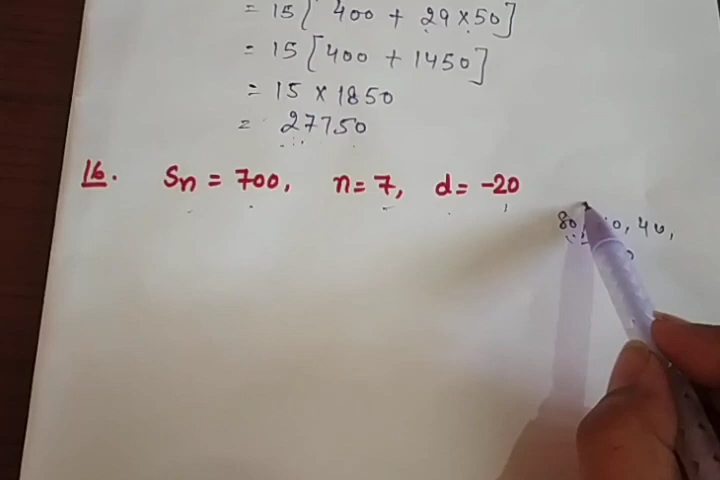 = 15 [ 400 + 29 × 50 ]
= 15 [ 400 + 1450 ]
= 15 × 1850
= 27750
16. Sn = 700, n = 7, d = -20
80, 40,